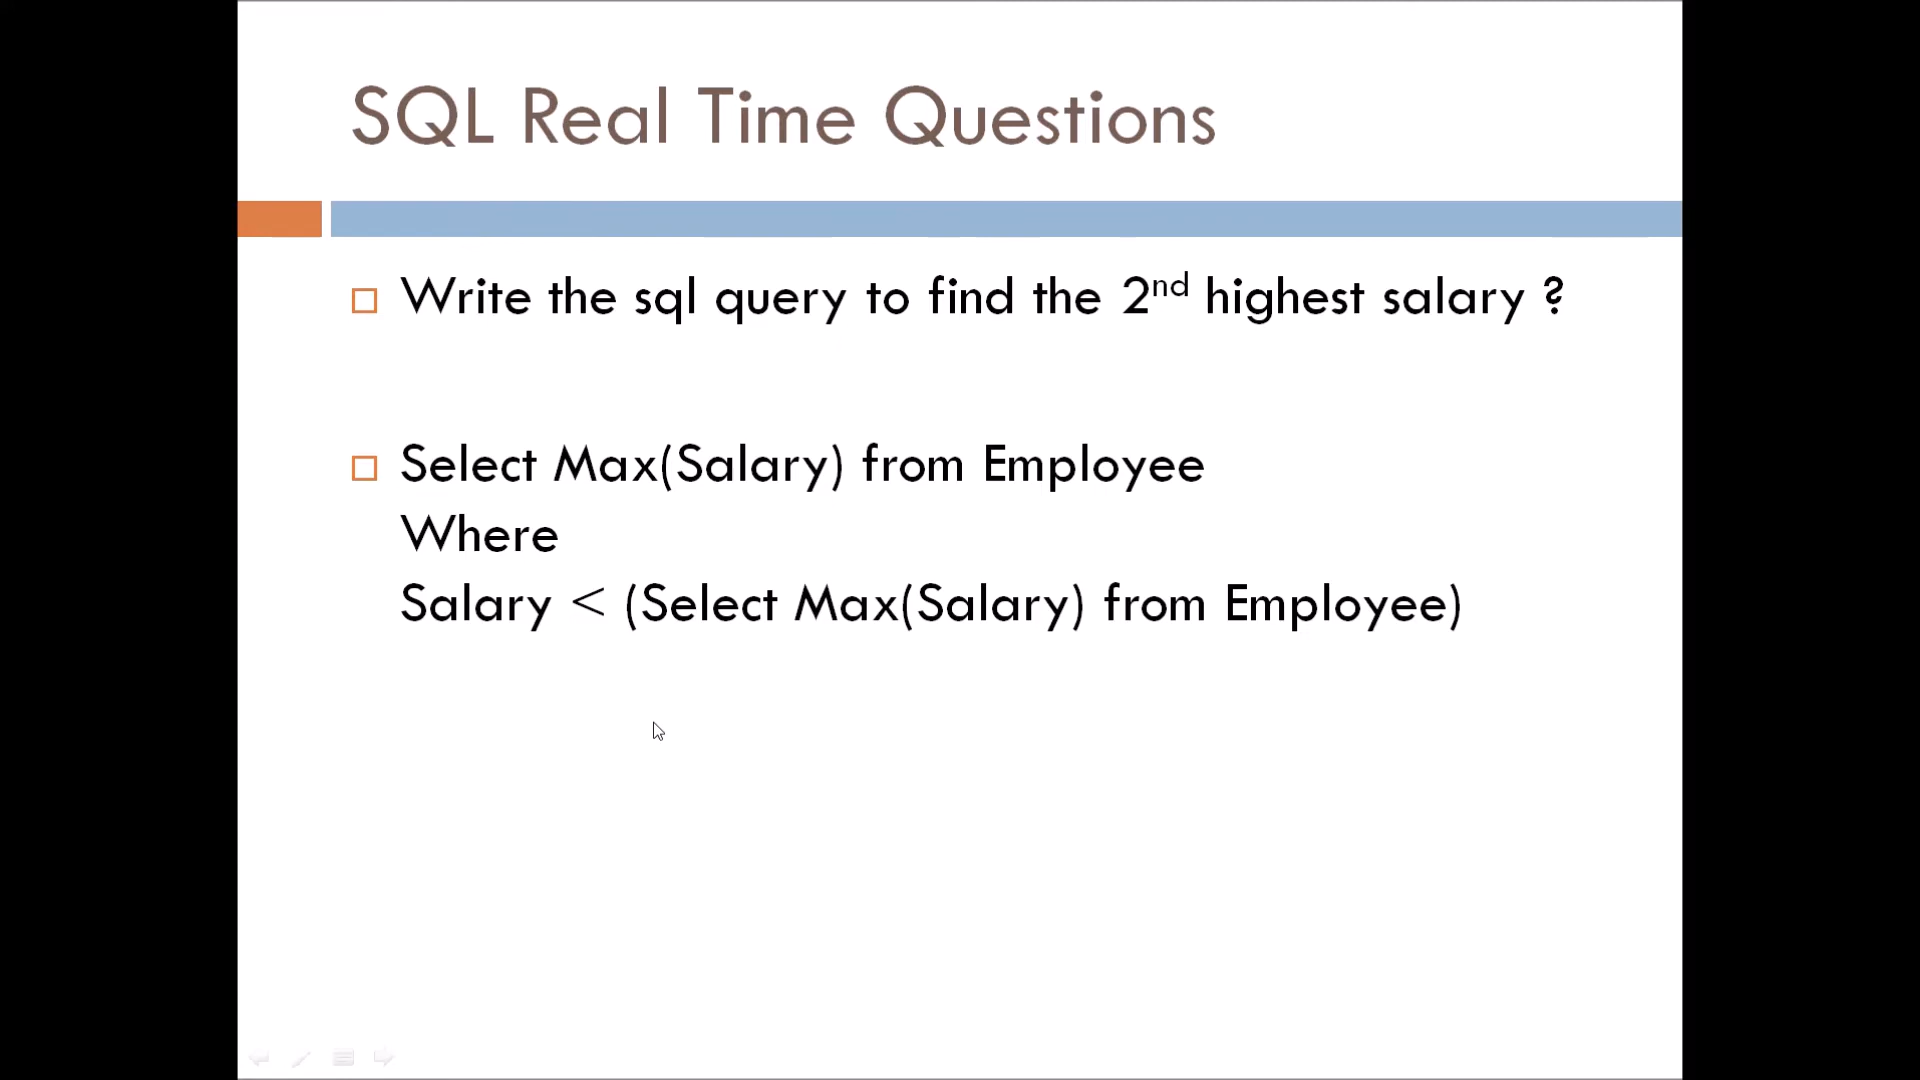 SQL Real Time Questions
Write the sql query to find the 2nd highest salary ?
Select Max(Salary) from Employee
Where
Salary < (Select Max(Salary) from Employee)